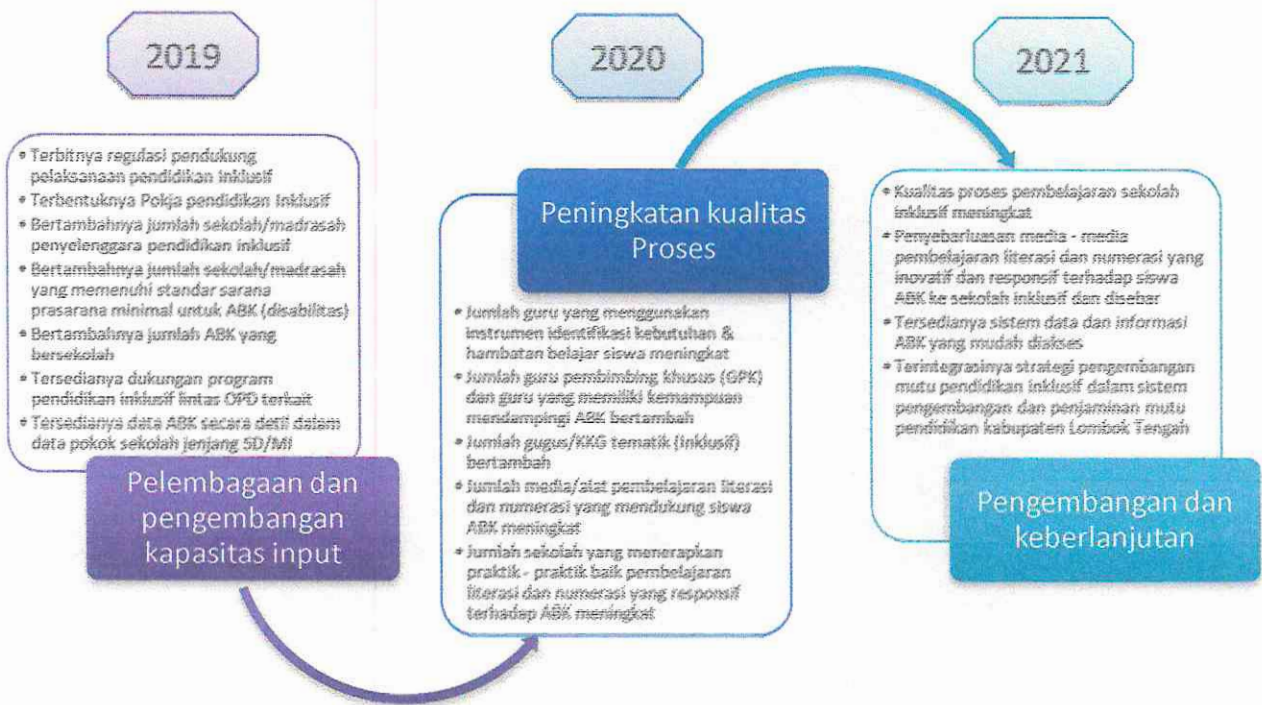 2019
• Terbitnya regulasi pendukung
pelaksanaan pendidikan Inklusif
• Terbentuknya Pokja pendidikan Inklusif
• Bertambahnya jumlah sekolah/madrasah
penyelenggara pendidikan inklusif
• Bertambahnya jumlah sekolah/madrasah
yang memenuhi standar sarana
prasarana minimal untuk ABK (disabilitas)
• Bertambahnya jumlah ABK yang
bersekolah
• Tersedianya dukungan program
pendidikan inklusif lintas OPD terkait
• Tersedianya data ABK secara detil dalam
data pokok sekolah jenjang SD/MI
Pelembagaan dan
pengembangan
kapasitas input
2020
Peningkatan kualitas
Proses
• Jumlah guru yang menggunakan
instrumen identifikasi kebutuhan &
hambatan belajar siswa meningkat
• Jumlah guru pembimbing khusus (GPK)
dan guru yang memiliki kemampuan
mendampingi ABK bertambah
• Jumlah gugus/KKG tematik (inklusif)
bertambah
• Jumlah media/alat pembelajaran literasi
dan numerasi yang mendukung siswa
ABK meningkat
• Jumlah sekolah yang menerapkan
praktik - praktik baik pembelajaran
literasi dan numerasi yang responsif
terhadap ABK meningkat
2021
• Kualitas proses pembelajaran sekolah
inklusif meningkat
• Penyebarluasan media - media
pembelajaran literasi dan numerasi yang
inovatif dan responsif terhadap siswa
ABK ke sekolah inklusif dan disebar
• Tersedianya sistem data dan informasi
ABK yang mudah diakses
• Terintegrasinya strategi pengembangan
mutu pendidikan inklusif dalam sistem
pengembangan dan penjaminan mutu
pendidikan kabupaten Lombok Tengah
Pengembangan dan
keberlanjutan